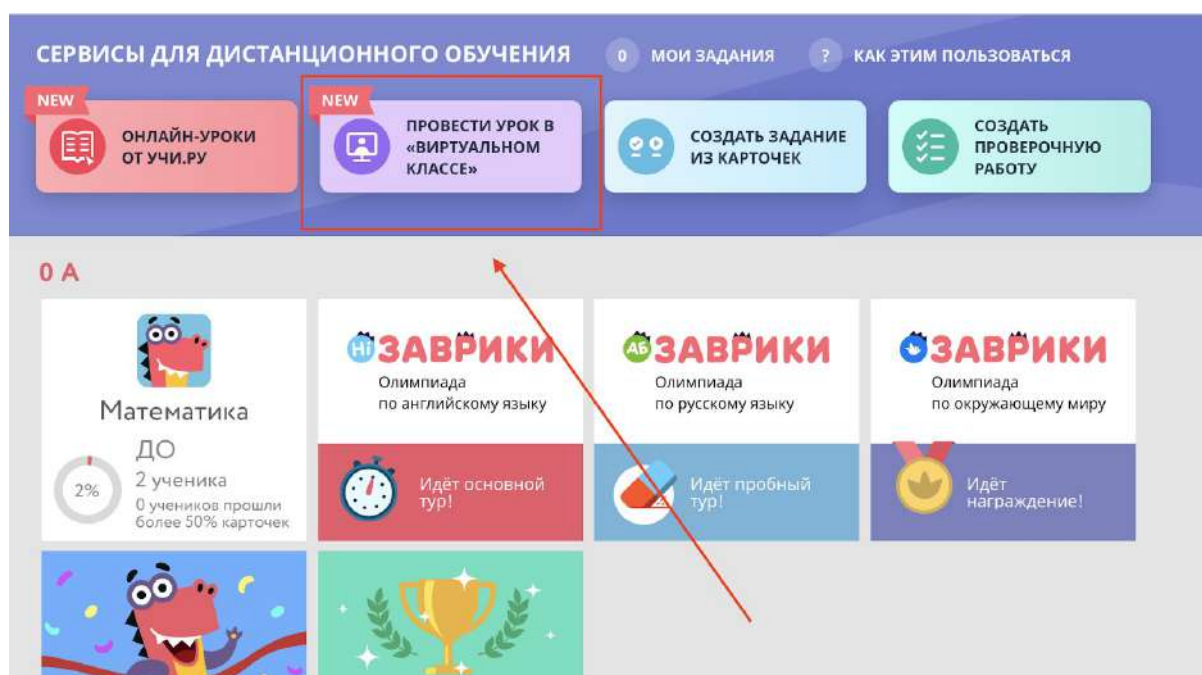 СЕРВИСЫ ДЛЯ ДИСТАНЦИОННОГО ОБУЧЕНИЯ 0 МОИ ЗАДАНИЯ ? КАК ЭТИМ ПОЛЬЗОВАТЬСЯ
NEW
ОНЛАЙН-УРОКИ
ОТ УЧИ.РУ
NEW
ПРОВЕСТИ УРОК В
«ВИРТУАЛЬНОМ
КЛАССЕ»
СОЗДАТЬ ЗАДАНИЕ
ИЗ КАРТОЧЕК
СОЗДАТЬ
ПРОВЕРОЧНУЮ
РАБОТУ
0 А
Математика
ДО
2%
2 ученика
0 учеников прошли
более 50% карточек
Hi ЗАВРИКИ
Олимпиада
по английскому языку
Идёт основной
тур!
АБ ЗАВРИКИ
Олимпиада
по русскому языку
Идёт пробный
тур!
ЗАВРИКИ
Олимпиада
по окружающему миру
Идёт
награждение!